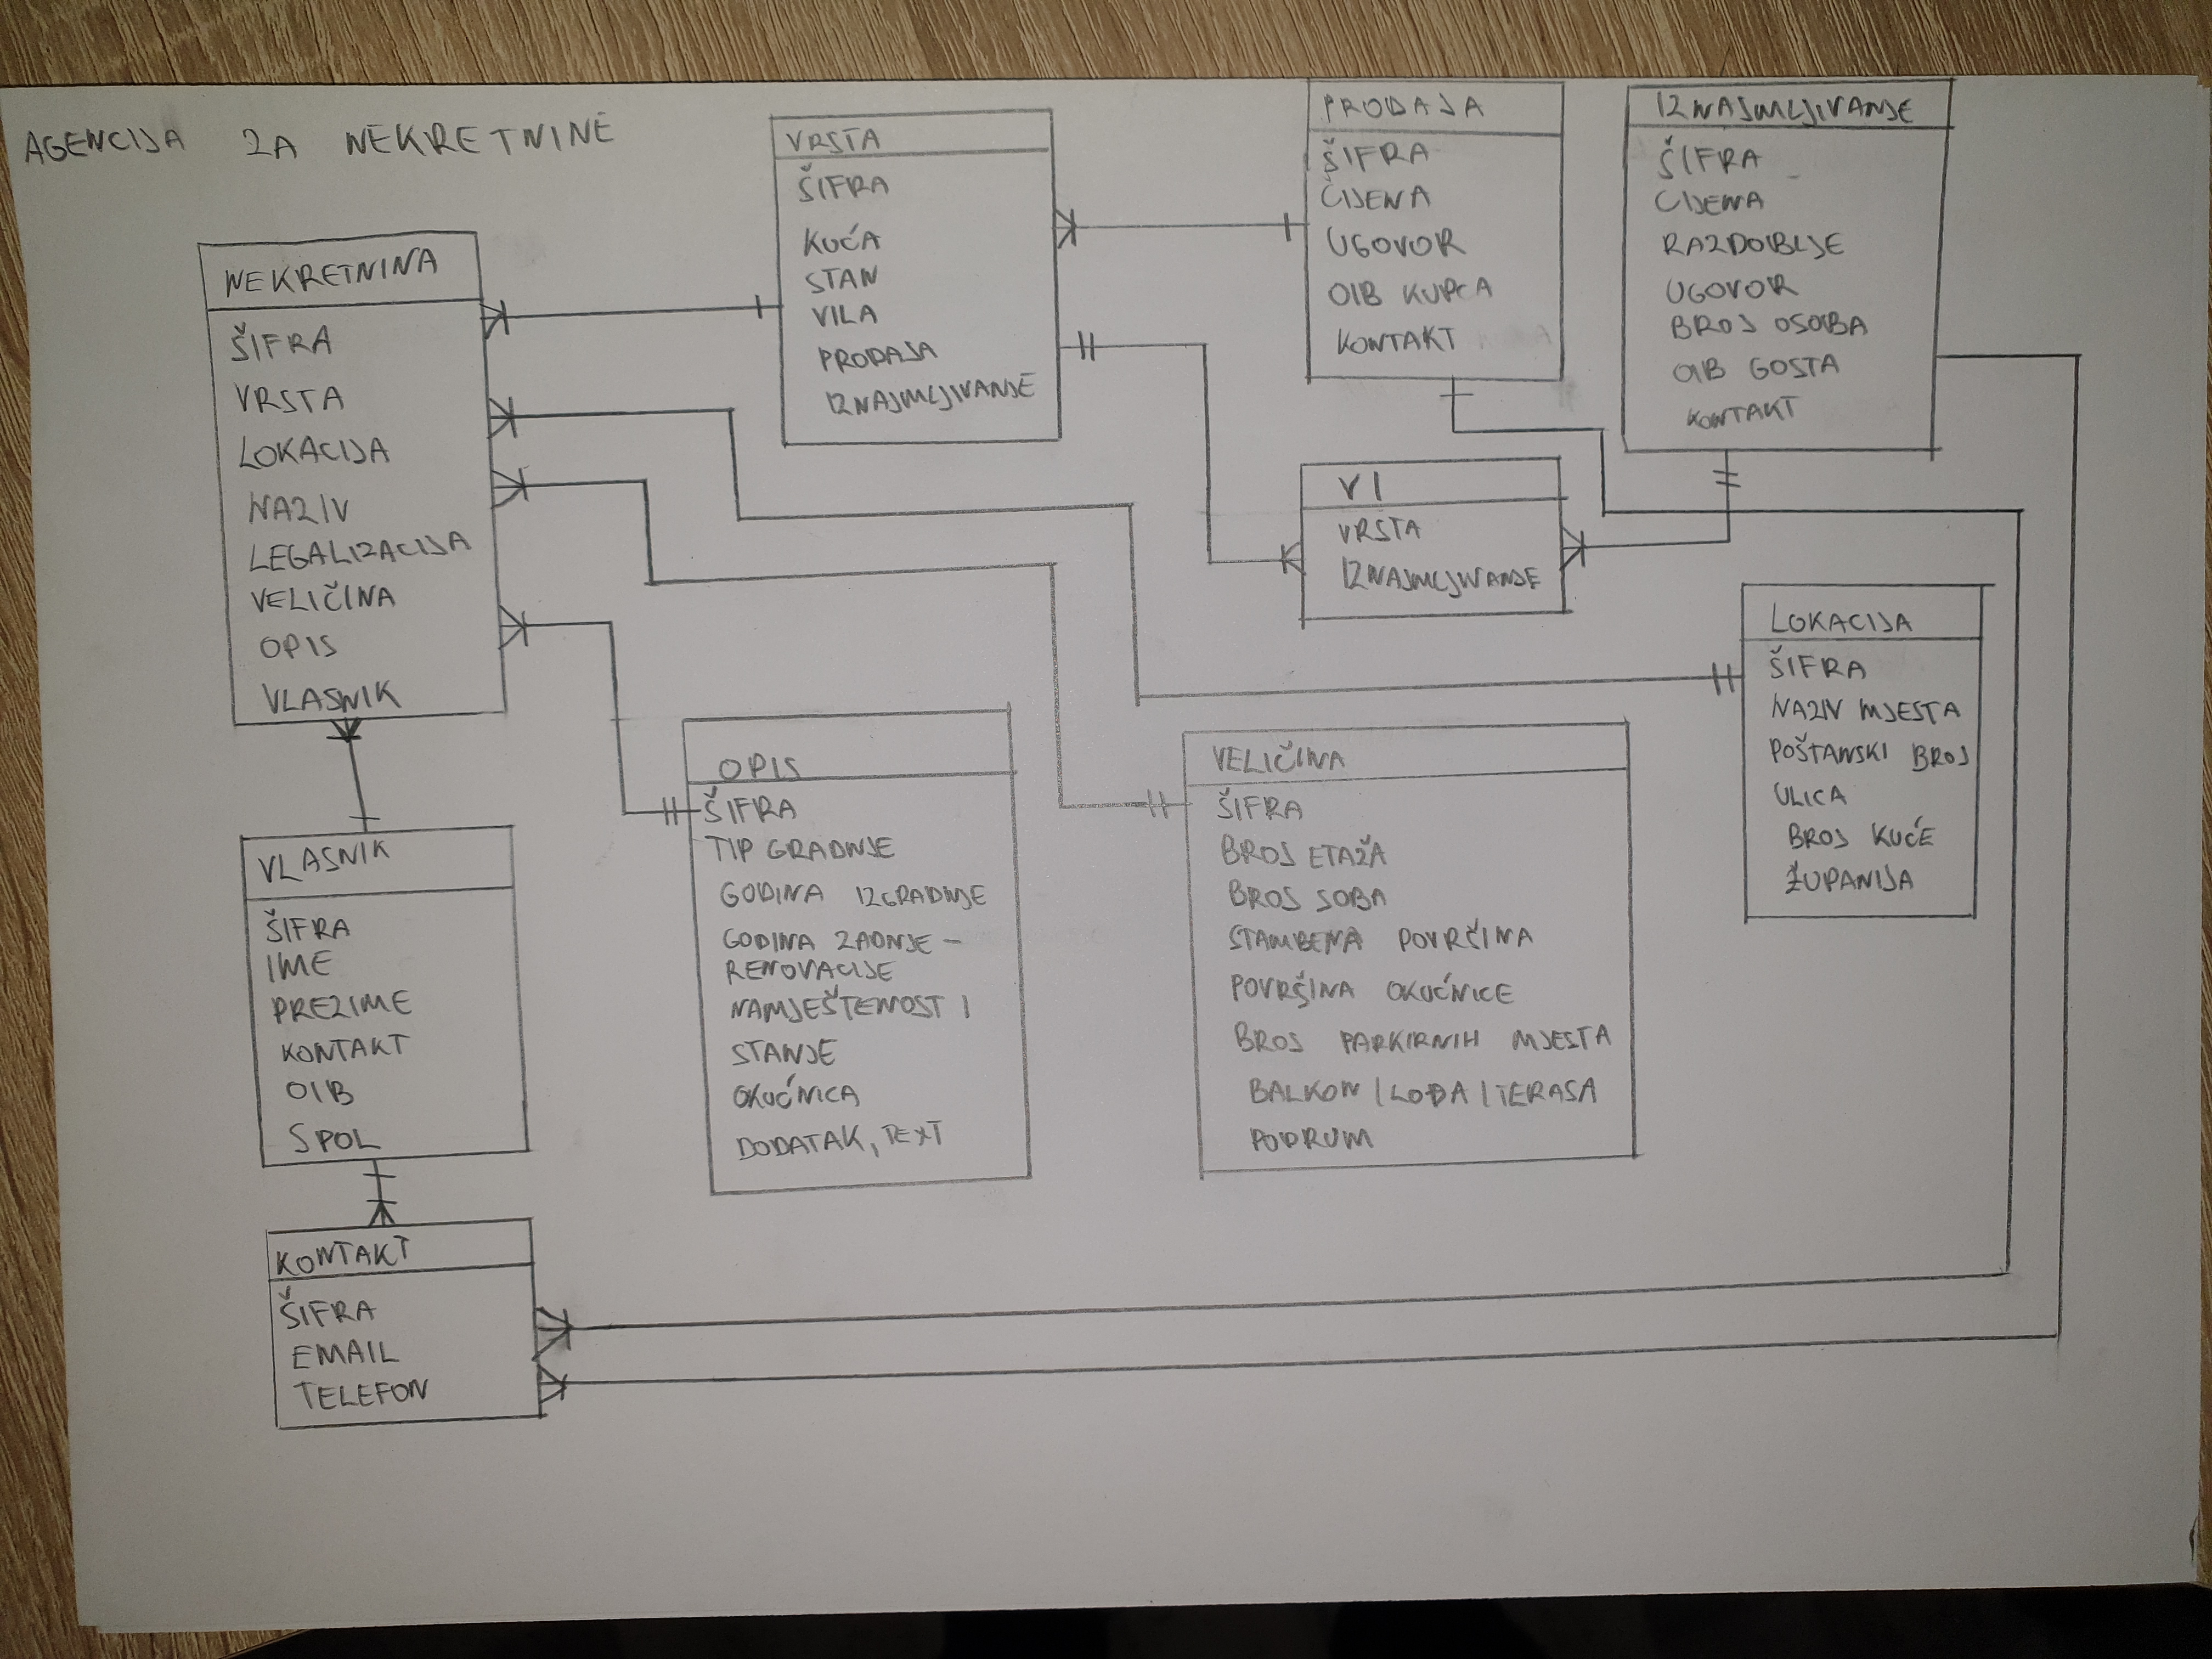 AGENCIJA ZA NEKRETNINE
NEKRETNINA
ŠIFRA
VRSTA
LOKACIJA
NAZIV
LEGALIZACIJA
VELIČINA
OPIS
VLASNIK
VRSTA
ŠIFRA
KUĆA
STAN
VILA
PRODAJA
IZNAJMLJIVANJE
PRODAJA
ŠIFRA
CIJENA
UGOVOR
OIB KUPCA
KONTAKT
IZNAJMLJIVANJE
ŠIFRA
CIJENA
RAZDOBLJE
UGOVOR
BROJ OSOBA
OIB GOSTA
KONTAKT
VI
VRSTA
IZNAJMLJIVANJE
LOKACIJA
ŠIFRA
NAZIV MJESTA
POŠTANSKI BROJ
ULICA
BROJ KUĆE
ŽUPANIJA
VLASNIK
ŠIFRA
IME
PREZIME
KONTAKT
OIB
SPOL
OPIS
ŠIFRA
TIP GRADNJE
GODINA IZGRADNJE
GODINA ZADNJE -
RENOVACIJE
NAMJEŠTENOST I
STANJE
OKUĆNICA
DODATAK, TEXT
VELIČINA
ŠIFRA
BROJ ETAŽA
BROJ SOBA
STAMBENA POVRČINA
POVRŠINA OKUĆNICE
BROJ PARKIRNIH MJESTA
BALKON / LOĐA / TERASA
PODRUM
KONTAKT
ŠIFRA
EMAIL
TELEFON